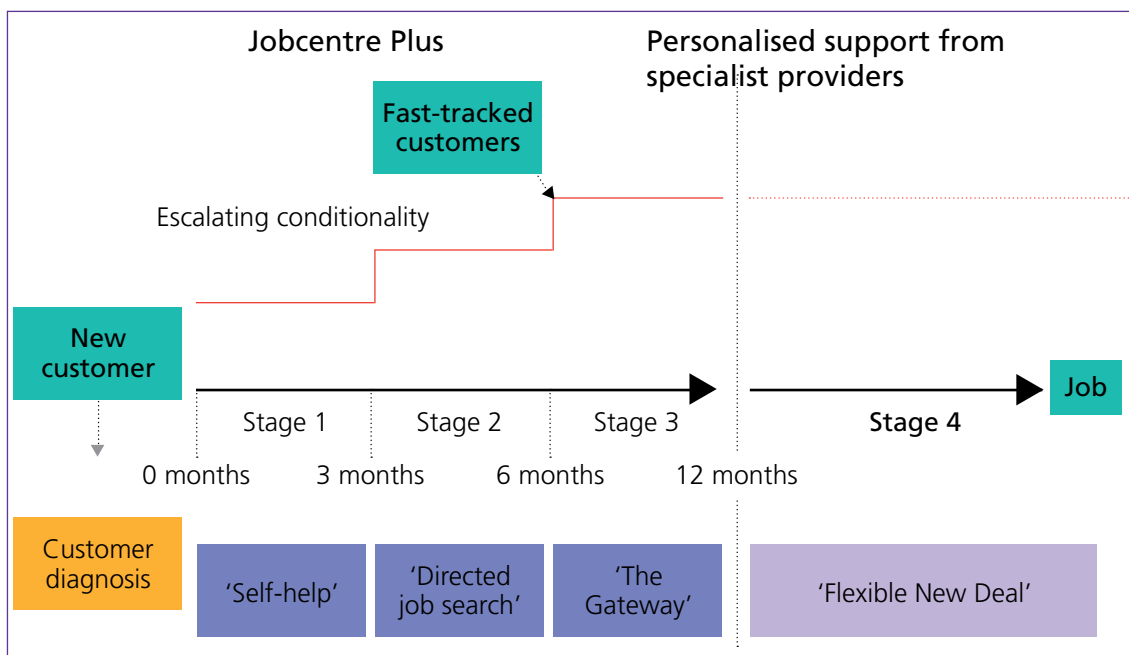 Jobcentre Plus
Personalised support from
specialist providers
Fast-tracked
customers
Escalating conditionality
New
customer
Job
Stage 1
Stage 2
Stage 3
Stage 4
0 months
3 months
6 months
12 months
Customer
diagnosis
‘Self-help’
‘Directed
job search’
‘The
Gateway’
‘Flexible New Deal’